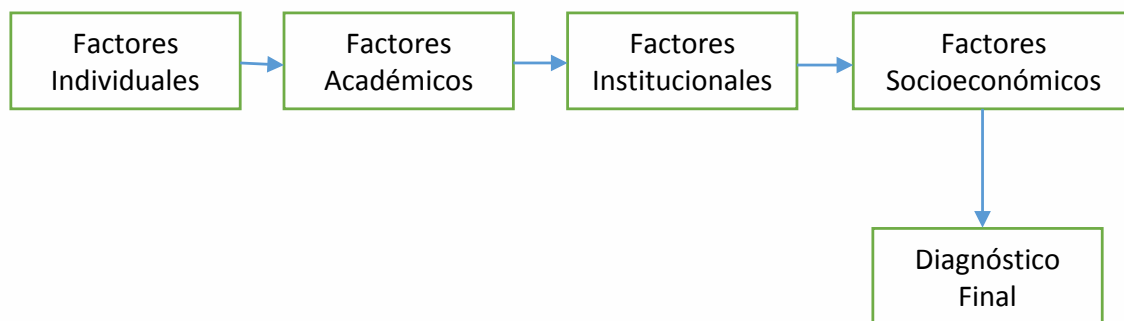 Factores
Individuales
Factores
Académicos
Factores
Institucionales
Factores
Socioeconómicos
Diagnóstico
Final